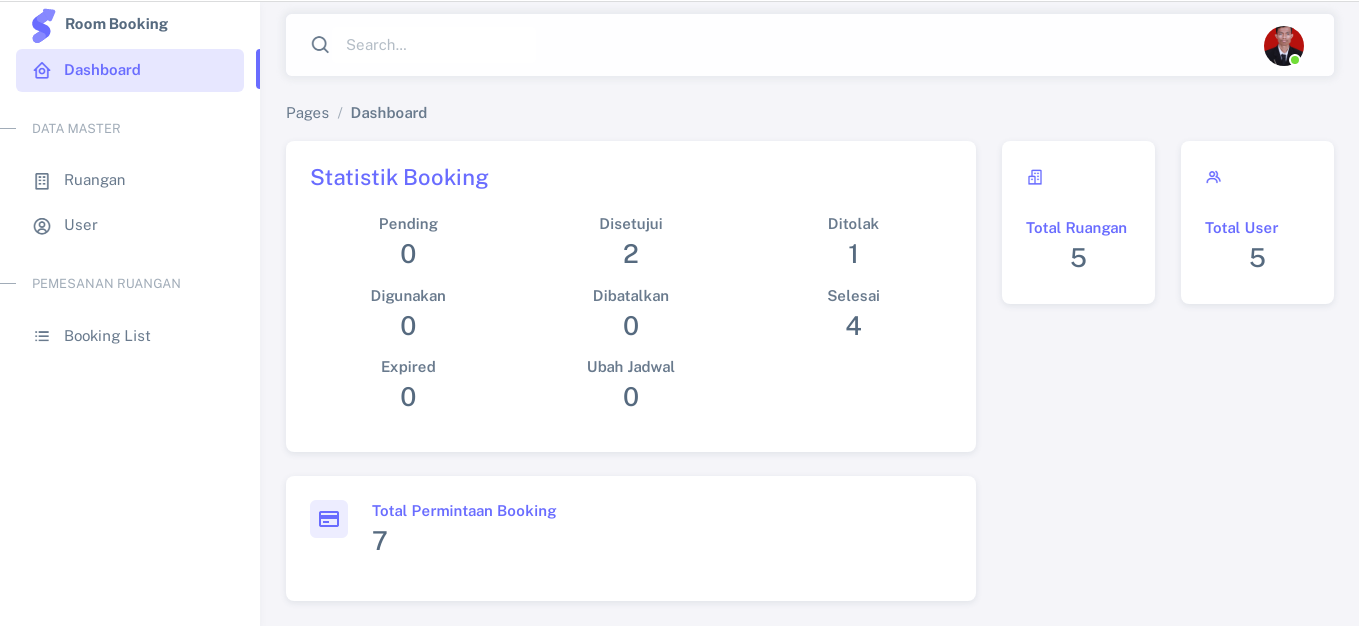 Room Booking
Dashboard
DATA MASTER
Ruangan
User
PEMESANAN RUANGAN
Booking List
Search...
Pages / Dashboard
Statistik Booking
Pending
0
Disetujui
2
Ditolak
1
Digunakan
0
Dibatalkan
0
Selesai
4
Expired
0
Ubah Jadwal
0
Total Ruangan
5
Total User
5
Total Permintaan Booking
7